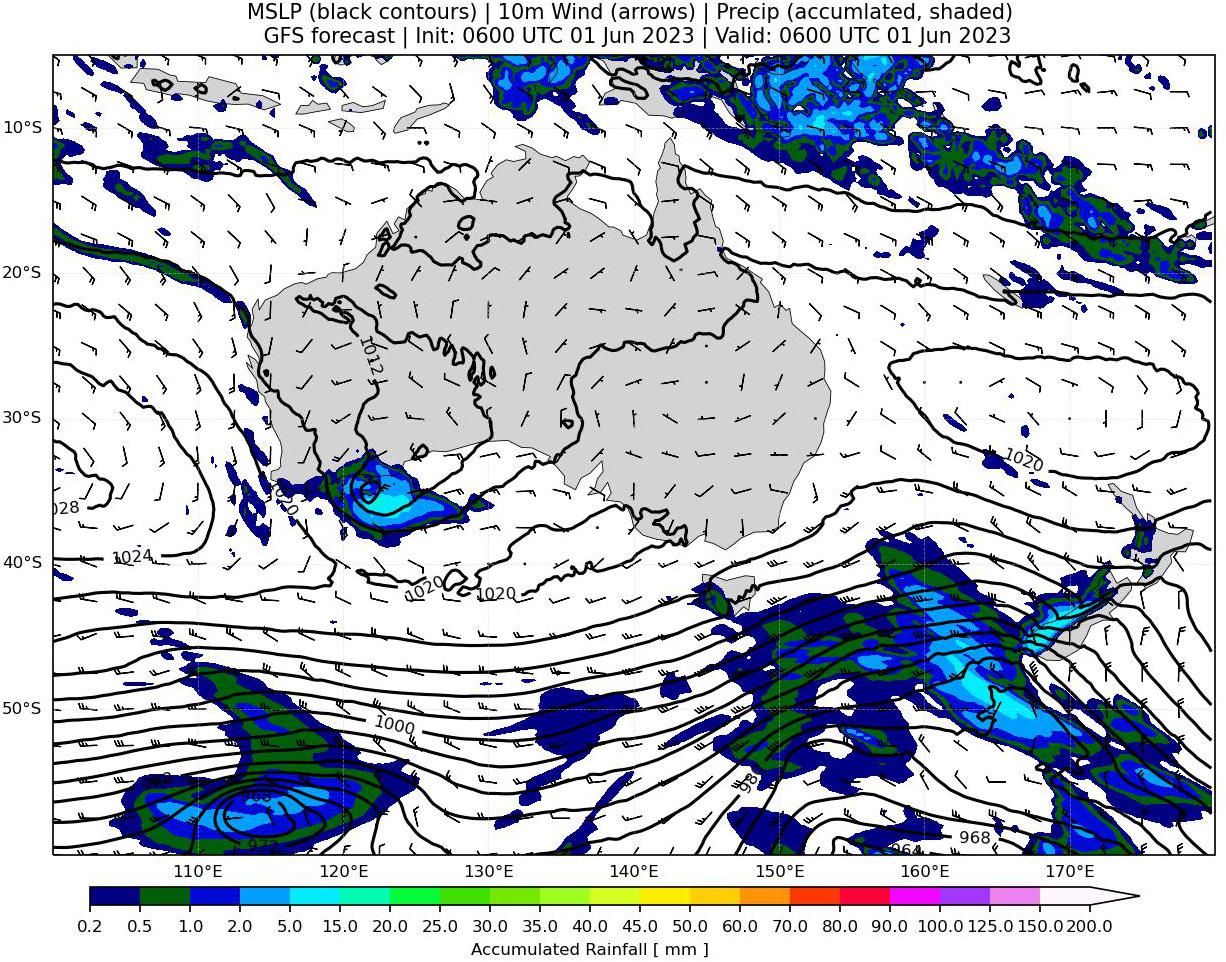 MSLP (black contours) | 10m Wind (arrows) | Precip (accumlated, shaded)
GFS forecast | Init: 0600 UTC 01 Jun 2023 | Valid: 0600 UTC 01 Jun 2023
10°S
20°S
1012
30°S
1020
028
1020
1024
40°S
1020
1020
50°S
1000
98
968
968
972
964
110°E 120°E 130°E 140°E 150°E 160°E 170°E
0.2 0.5 1.0 2.0 5.0 10.0 15.0 20.0 25.0 30.0 35.0 40.0 45.0 50.0 60.0 70.0 80.0 90.0 100.0 125.0 150.0 200.0
Accumulated Rainfall [ mm ]